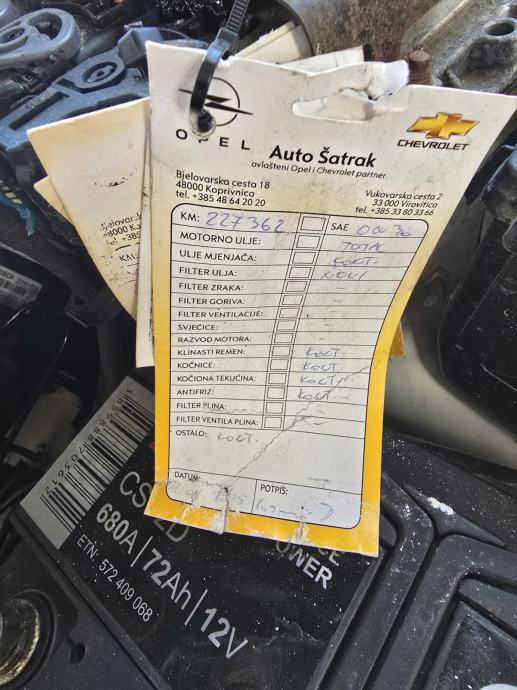 OPEL
CHEVROLET
Auto Šatrak
ovlašteni Opel i Chevrolet partner
Bjelovarska cesta 18
48000 Koprivnica
tel. +385 48 64 20 20
Vukovarska cesta 2
33 000 Virovitica
tel. +385 33 80 33 66
KM: 227362 SAE 0W 30
MOTORNO ULJE: TOTAL
ULJE MJENJAČA: KONT.
FILTER ULJA: NOVI
FILTER ZRAKA: -
FILTER GORIVA: -
FILTER VENTILACIJE: -
SVJEĆICE: -
RAZVOD MOTORA: -
KLINASTI REMEN: KONT.
KOČNICE: KONT.
KOČIONA TEKUĆINA: KONT.
ANTIFRIZ: KONT.
FILTER PLINA: -
FILTER VENTILA PLINA: -
OSTALO: KONT.
DATUM:
POTPIS:
POWER
680A | 72Ah | 12V
ETN: 572 409 068